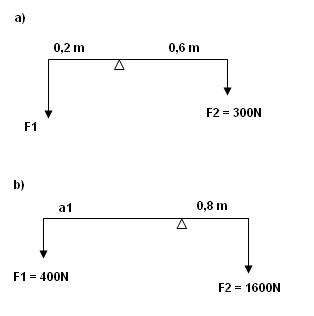 a)
0,2 m 0,6 m
F1
F2 = 300N
b)
a1 0,8 m
F1 = 400N
F2 = 1600N